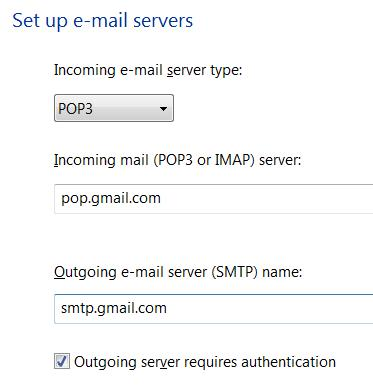 Set up e-mail servers
Incoming e-mail server type:
POP3
Incoming mail (POP3 or IMAP) server:
pop.gmail.com
Outgoing e-mail server (SMTP) name:
smtp.gmail.com
Outgoing server requires authentication